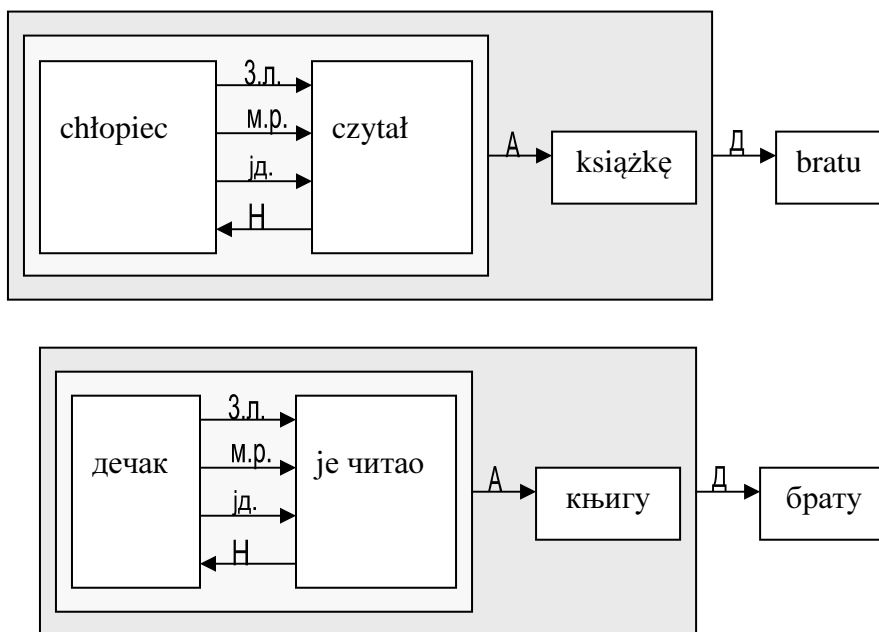 3.л.
chłopiec м.р. czytał
А książkę Д bratu
јд.
Н
3.л.
дечак м.р. је читао
А књигу Д брату
јд.
Н